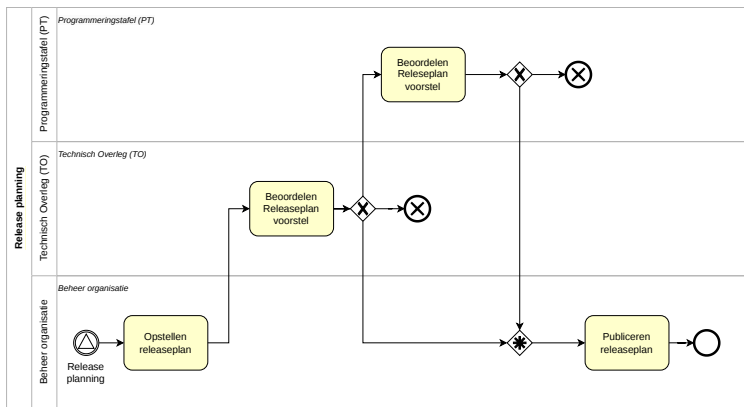 Release planning
Programmeringstafel (PT)
Programmeringstafel (PT)
Beoordelen
Releseplan
voorstel
Technisch Overleg (TO)
Technisch Overleg (TO)
Beoordelen
Releaseplan
voorstel
Beheer organisatie
Beheer organisatie
Release
planning
Opstellen
releaseplan
Publiceren
releaseplan